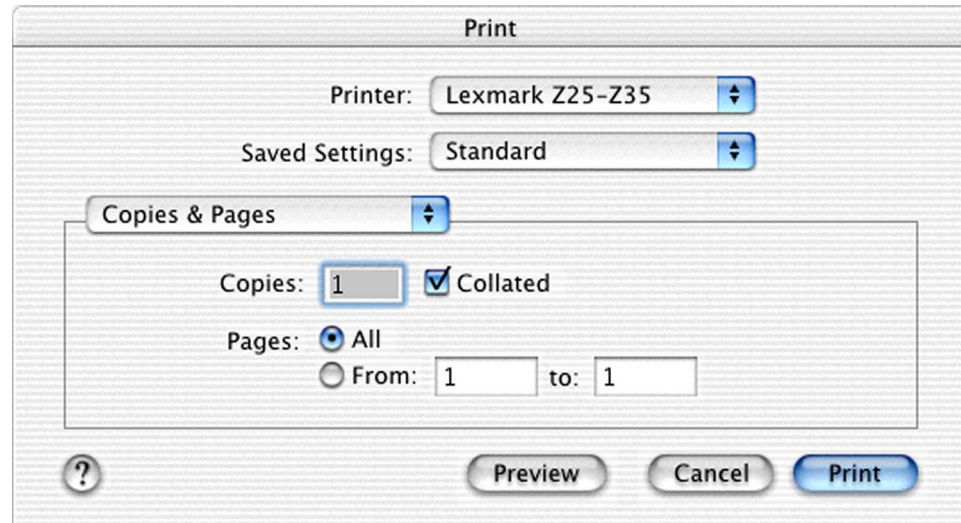 Print
Printer: Lexmark Z25-Z35
Saved Settings: Standard
Copies & Pages
Copies: 1 Collated
Pages: All
From: 1 to: 1
? Preview Cancel Print